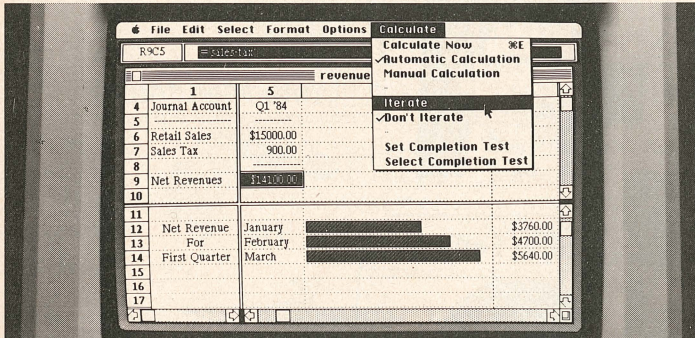 File Edit Select Format Options Calculate
R9C5 =sales-tax
Calculate Now ⌘E
✓Automatic Calculation
Manual Calculation
Iterate
✓Don't Iterate
Set Completion Test
Select Completion Test
revenue
1 5
4 Journal Account Q1 '84
5
6 Retail Sales $15000.00
7 Sales Tax 900.00
8
9 Net Revenues $14100.00
10
11
12 Net Revenue January $3760.00
13 For February $4700.00
14 First Quarter March $5640.00
15
16
17